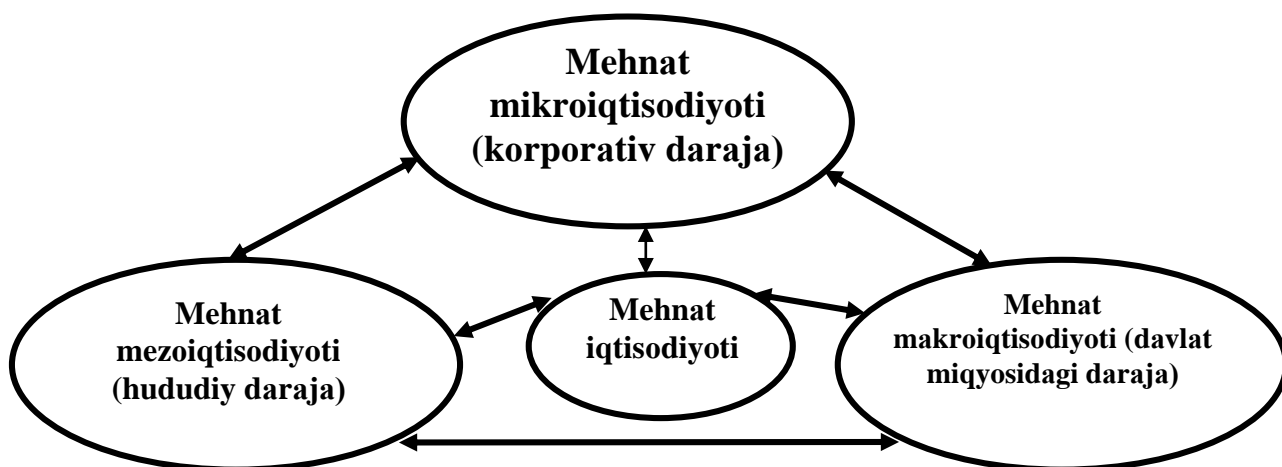 Mehnat
mikroiqtisodiyoti
(korporativ daraja)
Mehnat
mezoiqtisodiyoti
(hududiy daraja)
Mehnat
iqtisodiyoti
Mehnat
makroiqtisodiyoti (davlat
miqyosidagi daraja)